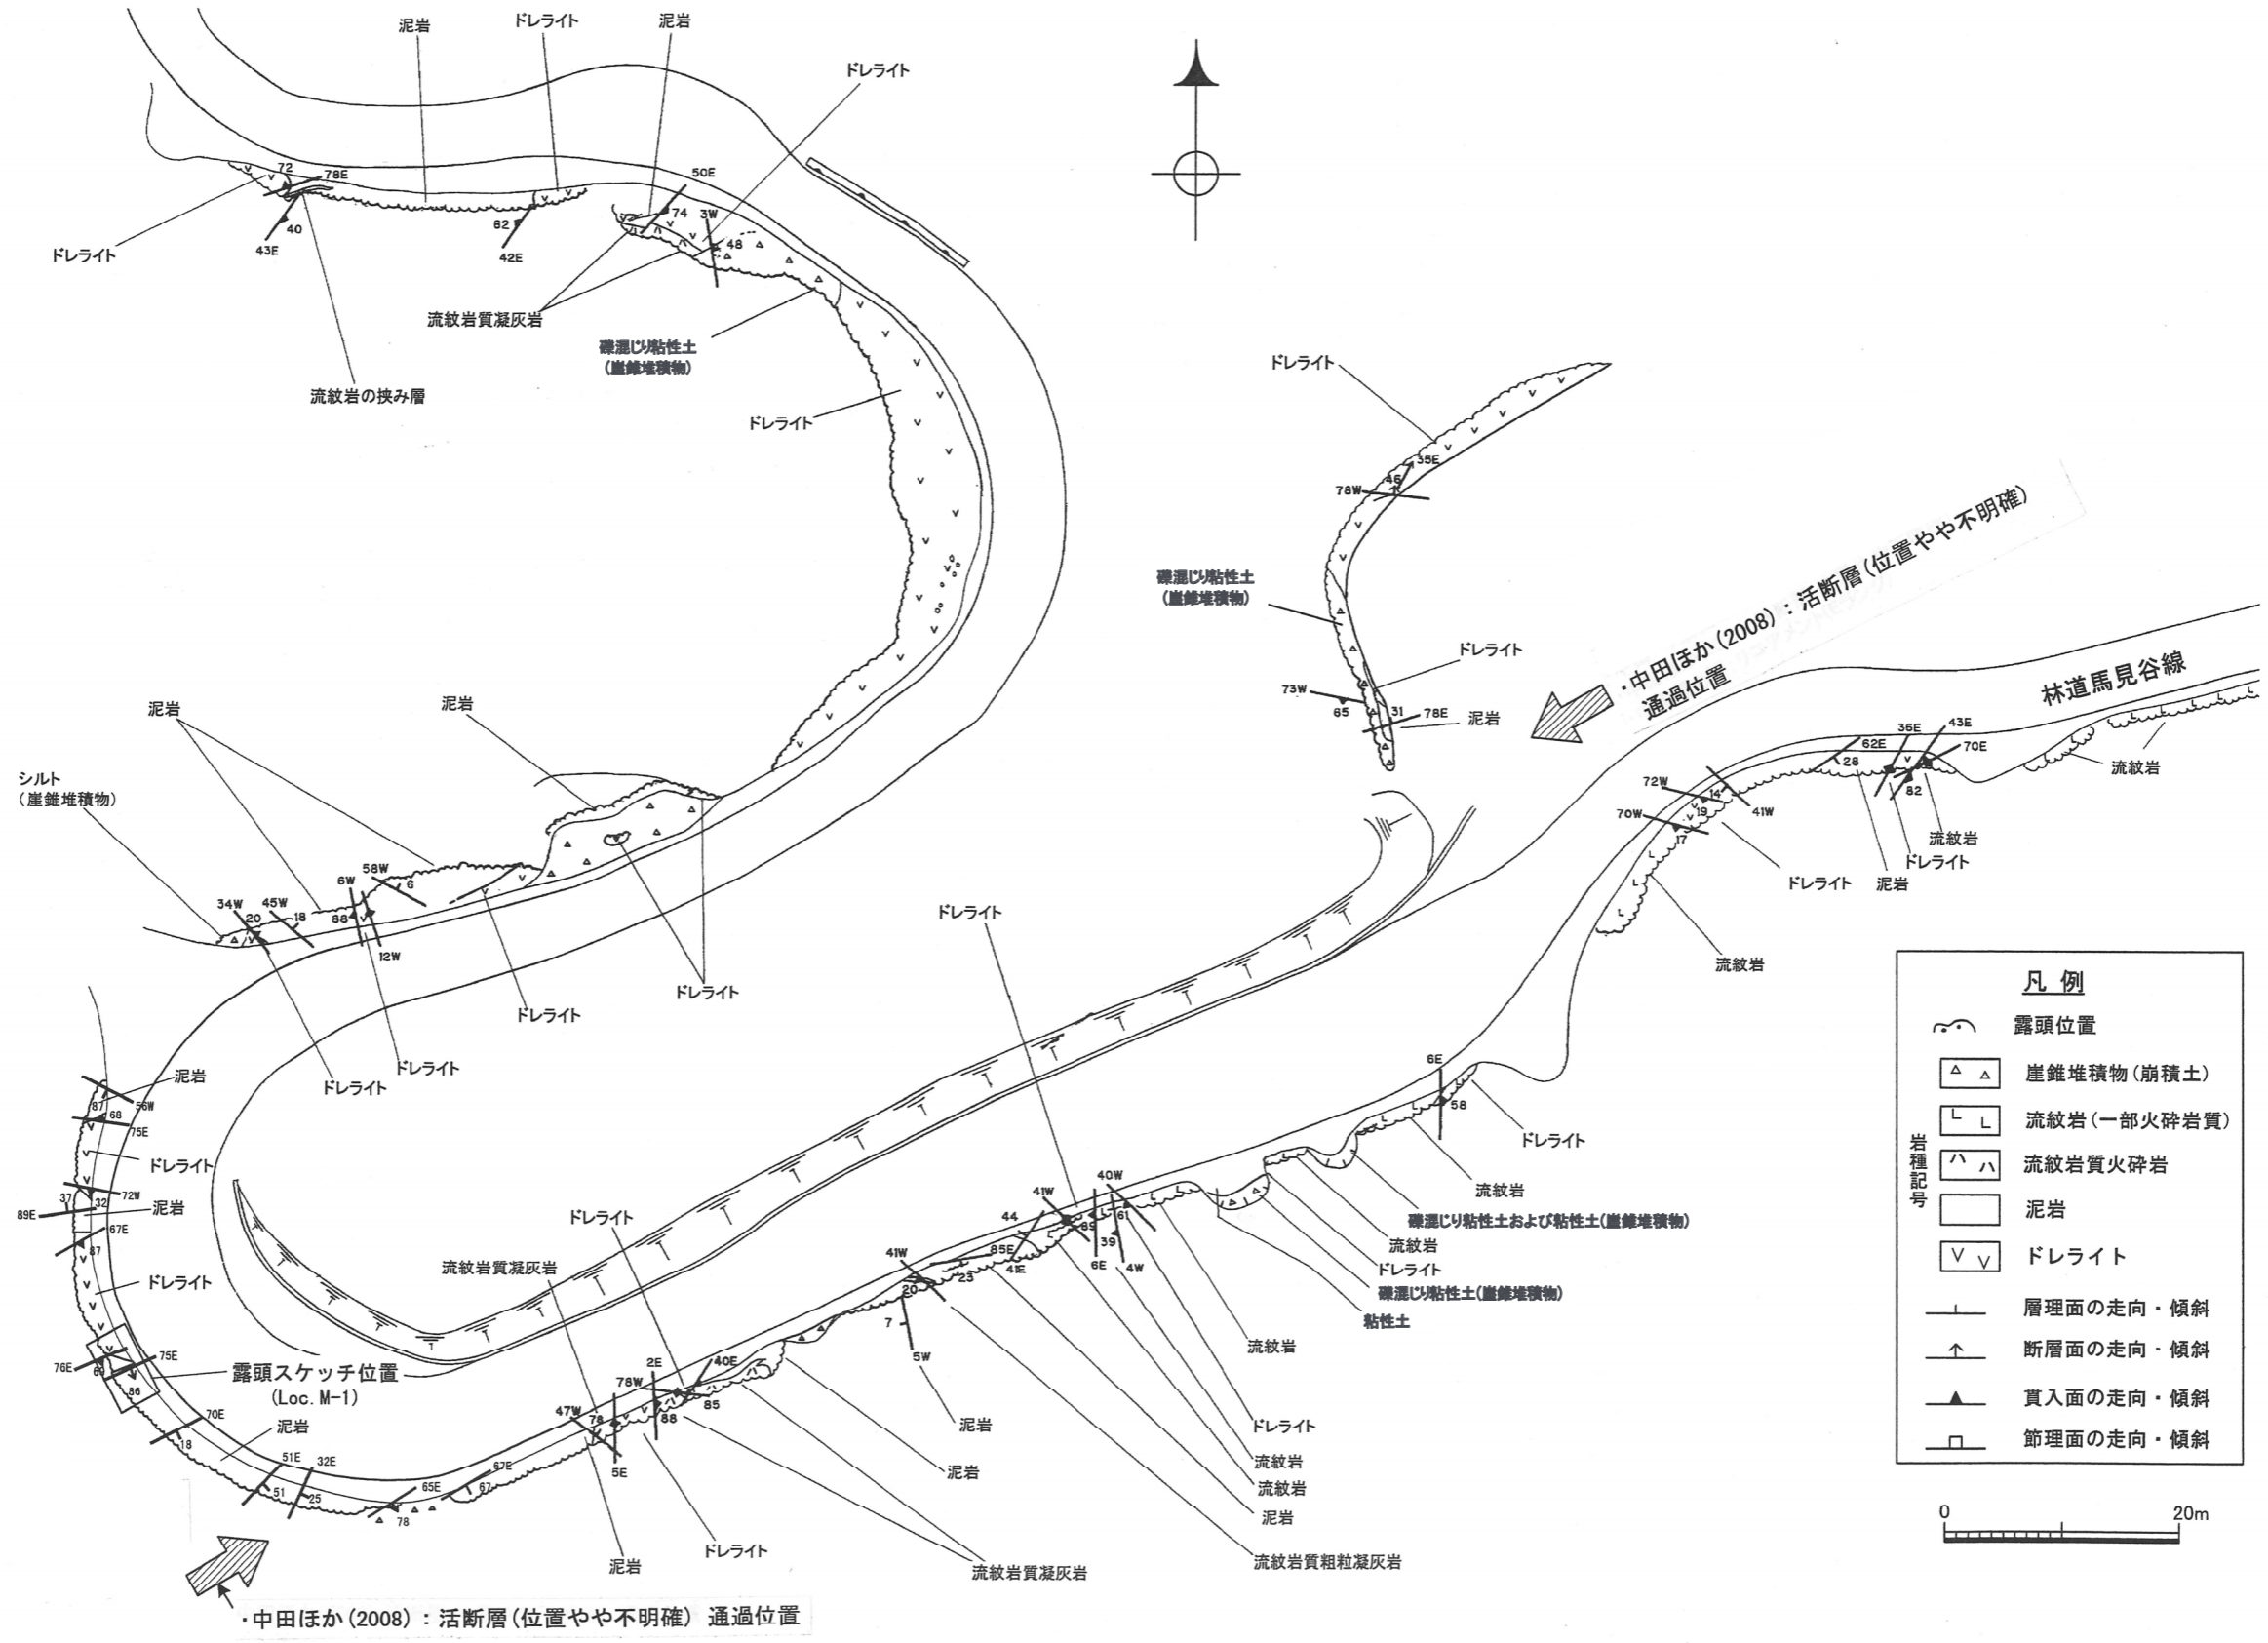 泥岩
ドレライト
泥岩
ドレライト
72
78E
40
43E
62
42E
50E
74
3W
48
ドレライト
流紋岩質凝灰岩
礫混じり粘性土
(崖錐堆積物)
流紋岩の挟み層
ドレライト
ドレライト
35E
46
78W
礫混じり粘性土
(崖錐堆積物)
ドレライト
73W
65
31
78E
泥岩
・中田ほか(2008)：活断層(位置やや不明確)
通過位置
林道馬見谷線
流紋岩
43E
36E
70E
62E
28
82
流紋岩
ドレライト
泥岩
72W
14
19
41W
70W
17
ドレライト
流紋岩
泥岩
泥岩
シルト
(崖錐堆積物)
58W
6
6W
88
12W
34W
20
45W
18
ドレライト
ドレライト
ドレライト
ドレライト
ドレライト
泥岩
87
56W
68
75E
ドレライト
72W
37
32
89E
泥岩
67E
87
ドレライト
75E
76E
69
86
露頭スケッチ位置
(Loc. M-1)
70E
18
泥岩
51E
51
32E
25
65E
78
67E
67
流紋岩質凝灰岩
ドレライト
47W
78
5E
78W
2E
88
40E
85
泥岩
ドレライト
流紋岩質凝灰岩
泥岩
泥岩
41W
20
7
5W
23
85E
44
41E
41W
89
6E
40W
61
39
4W
6E
58
ドレライト
流紋岩
礫混じり粘性土および粘性土(崖錐堆積物)
流紋岩
ドレライト
礫混じり粘性土(崖錐堆積物)
粘性土
流紋岩
ドレライト
流紋岩
流紋岩
泥岩
流紋岩質粗粒凝灰岩
・中田ほか(2008)：活断層(位置やや不明確) 通過位置
凡 例
露頭位置
岩種記号
崖錐堆積物(崩積土)
流紋岩(一部火砕岩質)
流紋岩質火砕岩
泥岩
ドレライト
層理面の走向・傾斜
断層面の走向・傾斜
貫入面の走向・傾斜
節理面の走向・傾斜
0
20m